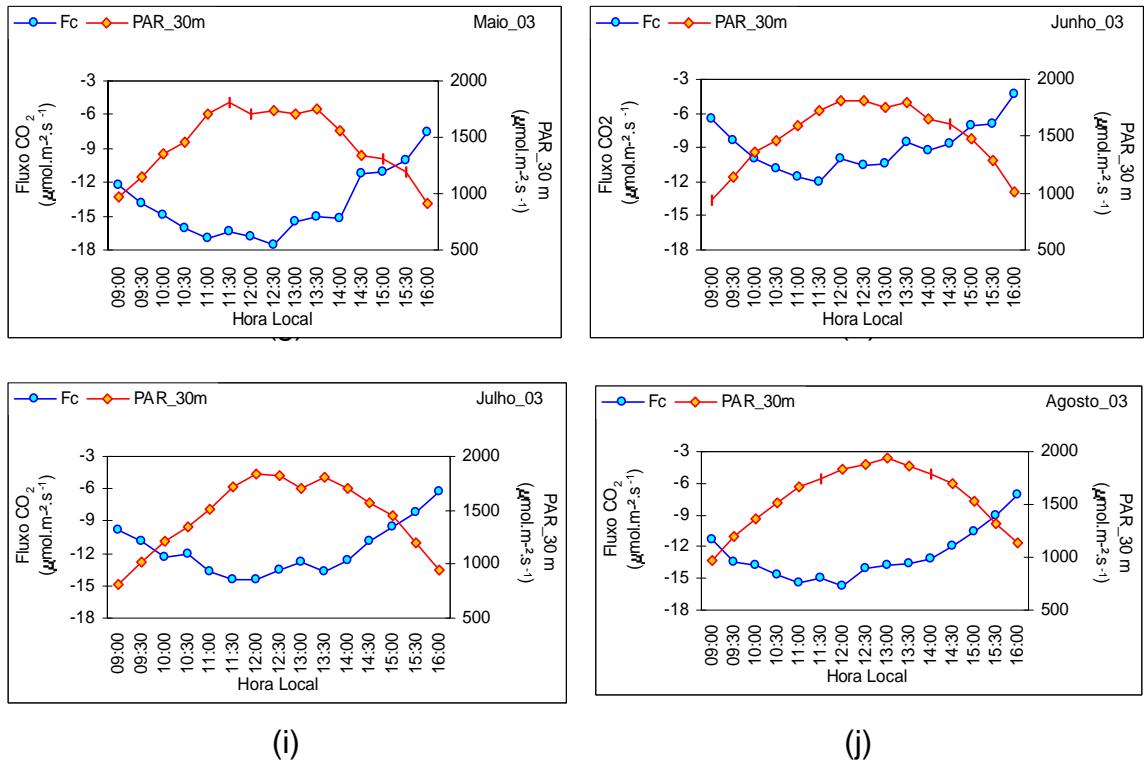 Fc PAR_30m Maio_03
Fluxo CO2
(µmol.m-².s-¹)
-3
-6
-9
-12
-15
-18
2000
1500
1000
500
PAR_30 m
(µmol.m-².s-¹)
09:00 09:30 10:00 10:30 11:00 11:30 12:00 12:30 13:00 13:30 14:00 14:30 15:00 15:30 16:00
Hora Local
Fc PAR_30m Junho_03
Fluxo CO2
(µmol.m-².s-¹)
-3
-6
-9
-12
-15
-18
2000
1500
1000
500
PAR_30 m
(µmol.m-².s-¹)
09:00 09:30 10:00 10:30 11:00 11:30 12:00 12:30 13:00 13:30 14:00 14:30 15:00 15:30 16:00
Hora Local
Fc PAR_30m Julho_03
Fluxo CO2
(µmol.m-².s-¹)
-3
-6
-9
-12
-15
-18
2000
1500
1000
500
PAR_30 m
(µmol.m-².s-¹)
09:00 09:30 10:00 10:30 11:00 11:30 12:00 12:30 13:00 13:30 14:00 14:30 15:00 15:30 16:00
Hora Local
(i)
Fc PAR_30m Agosto_03
Fluxo CO2
(µmol.m-².s-¹)
-3
-6
-9
-12
-15
-18
2000
1500
1000
500
PAR_30 m
(µmol.m-².s-¹)
09:00 09:30 10:00 10:30 11:00 11:30 12:00 12:30 13:00 13:30 14:00 14:30 15:00 15:30 16:00
Hora Local
(j)